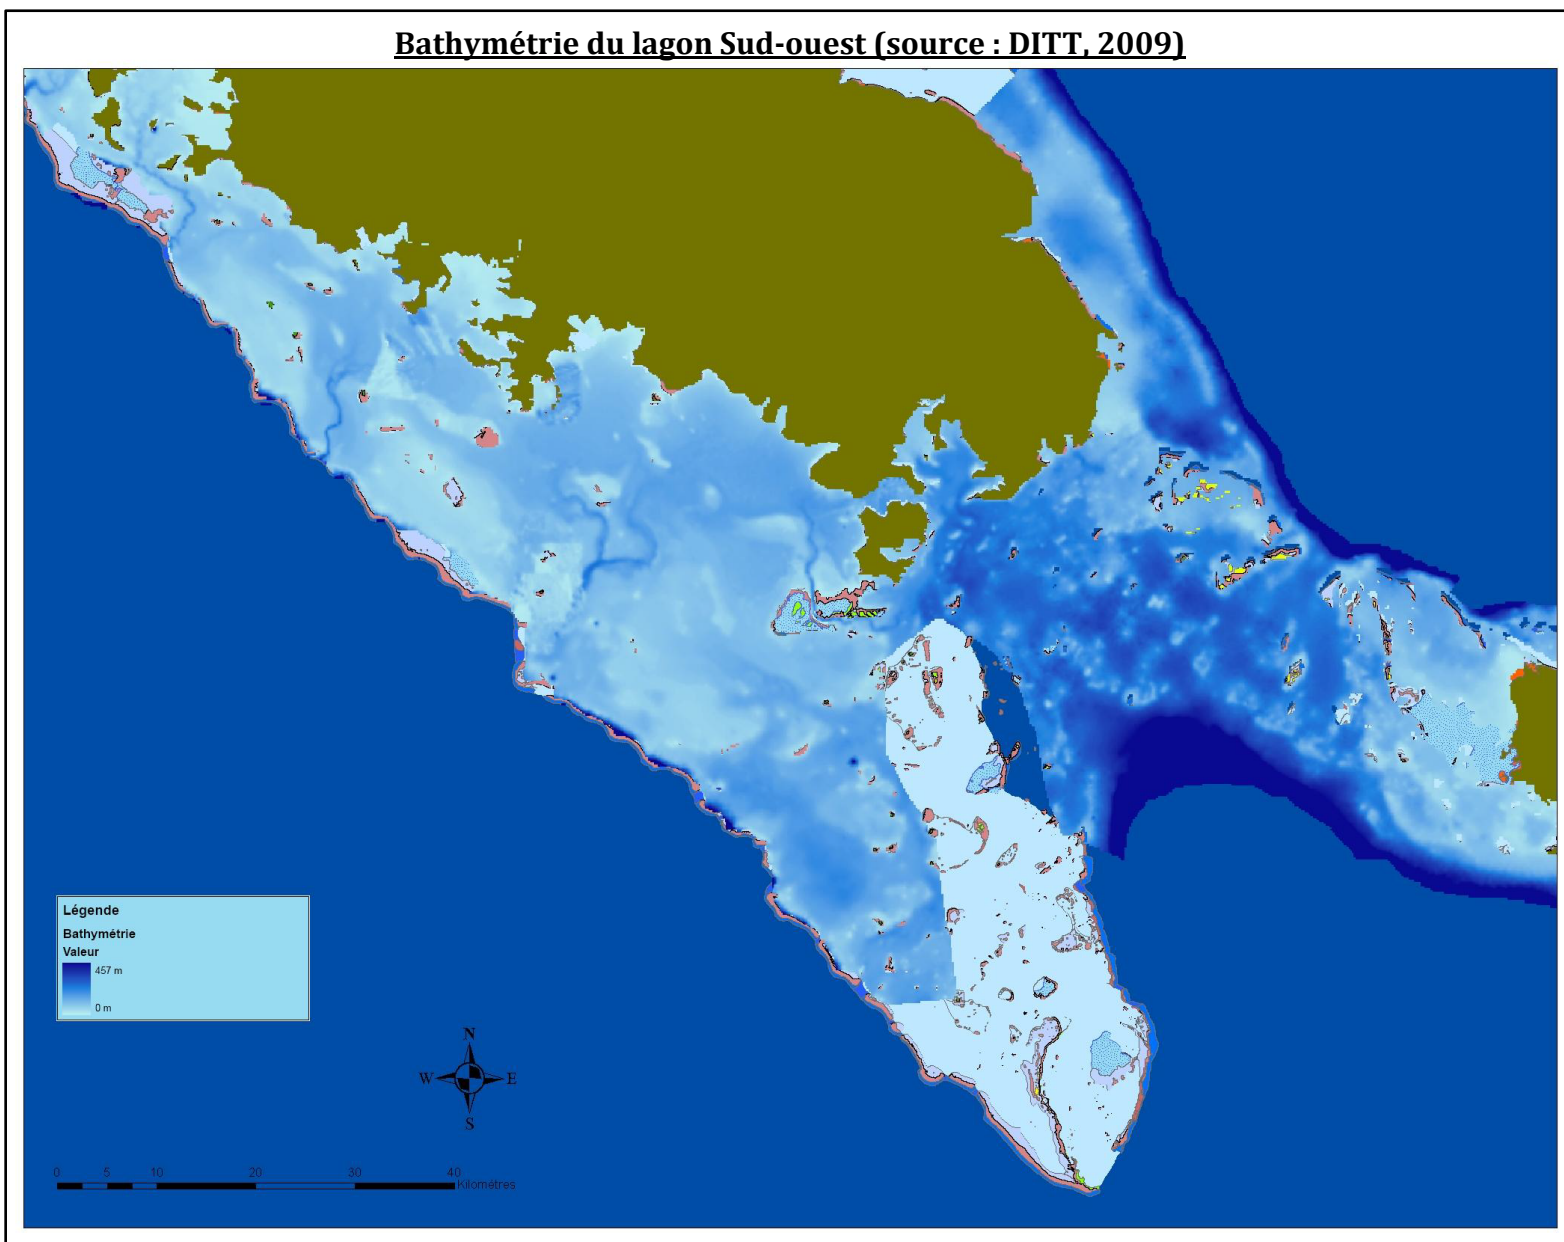 Bathymétrie du lagon Sud-ouest (source : DITT, 2009)
Légende
Bathymétrie
Valeur
457 m
0 m
N
W E
S
0 5 10 20 30 40
Kilométres